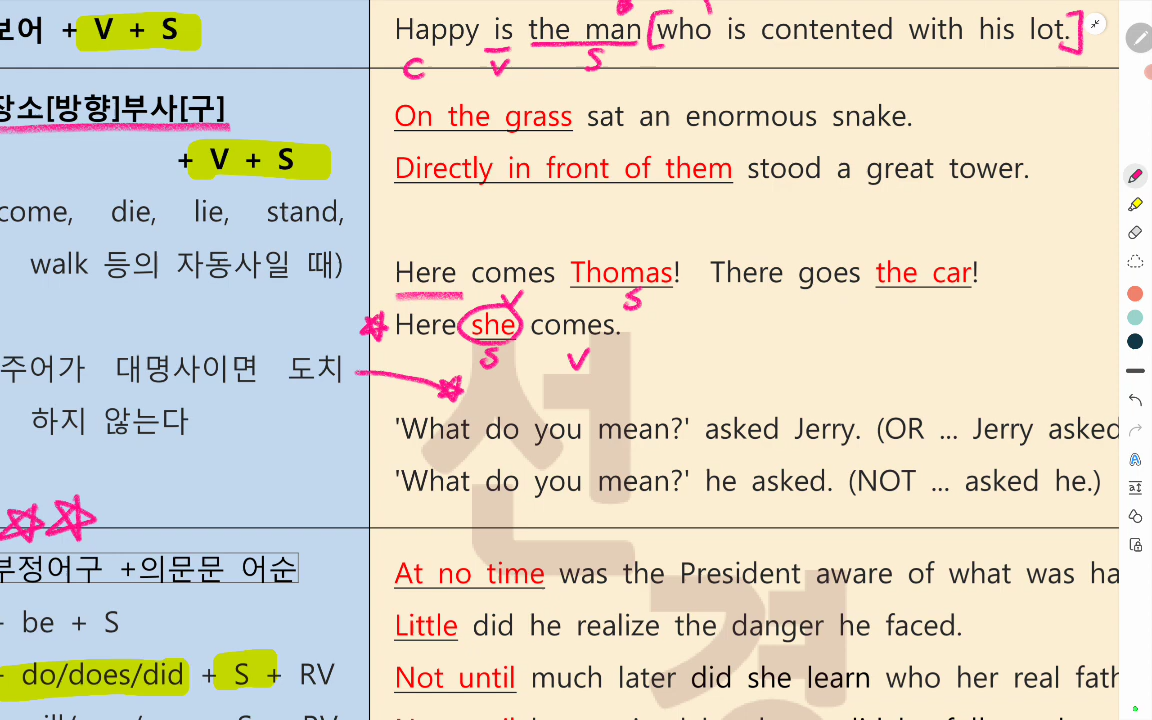 보어 + V + S
Happy is the man [who is contented with his lot.]
C V S
장소[방향]부사[구]
+ V + S
come, die, lie, stand,
walk 등의 자동사일 때)
주어가 대명사이면 도치
하지 않는다
On the grass sat an enormous snake.
Directly in front of them stood a great tower.
Here comes Thomas! There goes the car!
V S
Here she comes.
S V
'What do you mean?' asked Jerry. (OR ... Jerry asked
'What do you mean?' he asked. (NOT ... asked he.)
부정어구 +의문문 어순
be + S
do/does/did + S + RV
At no time was the President aware of what was ha
Little did he realize the danger he faced.
Not until much later did she learn who her real fath
선경